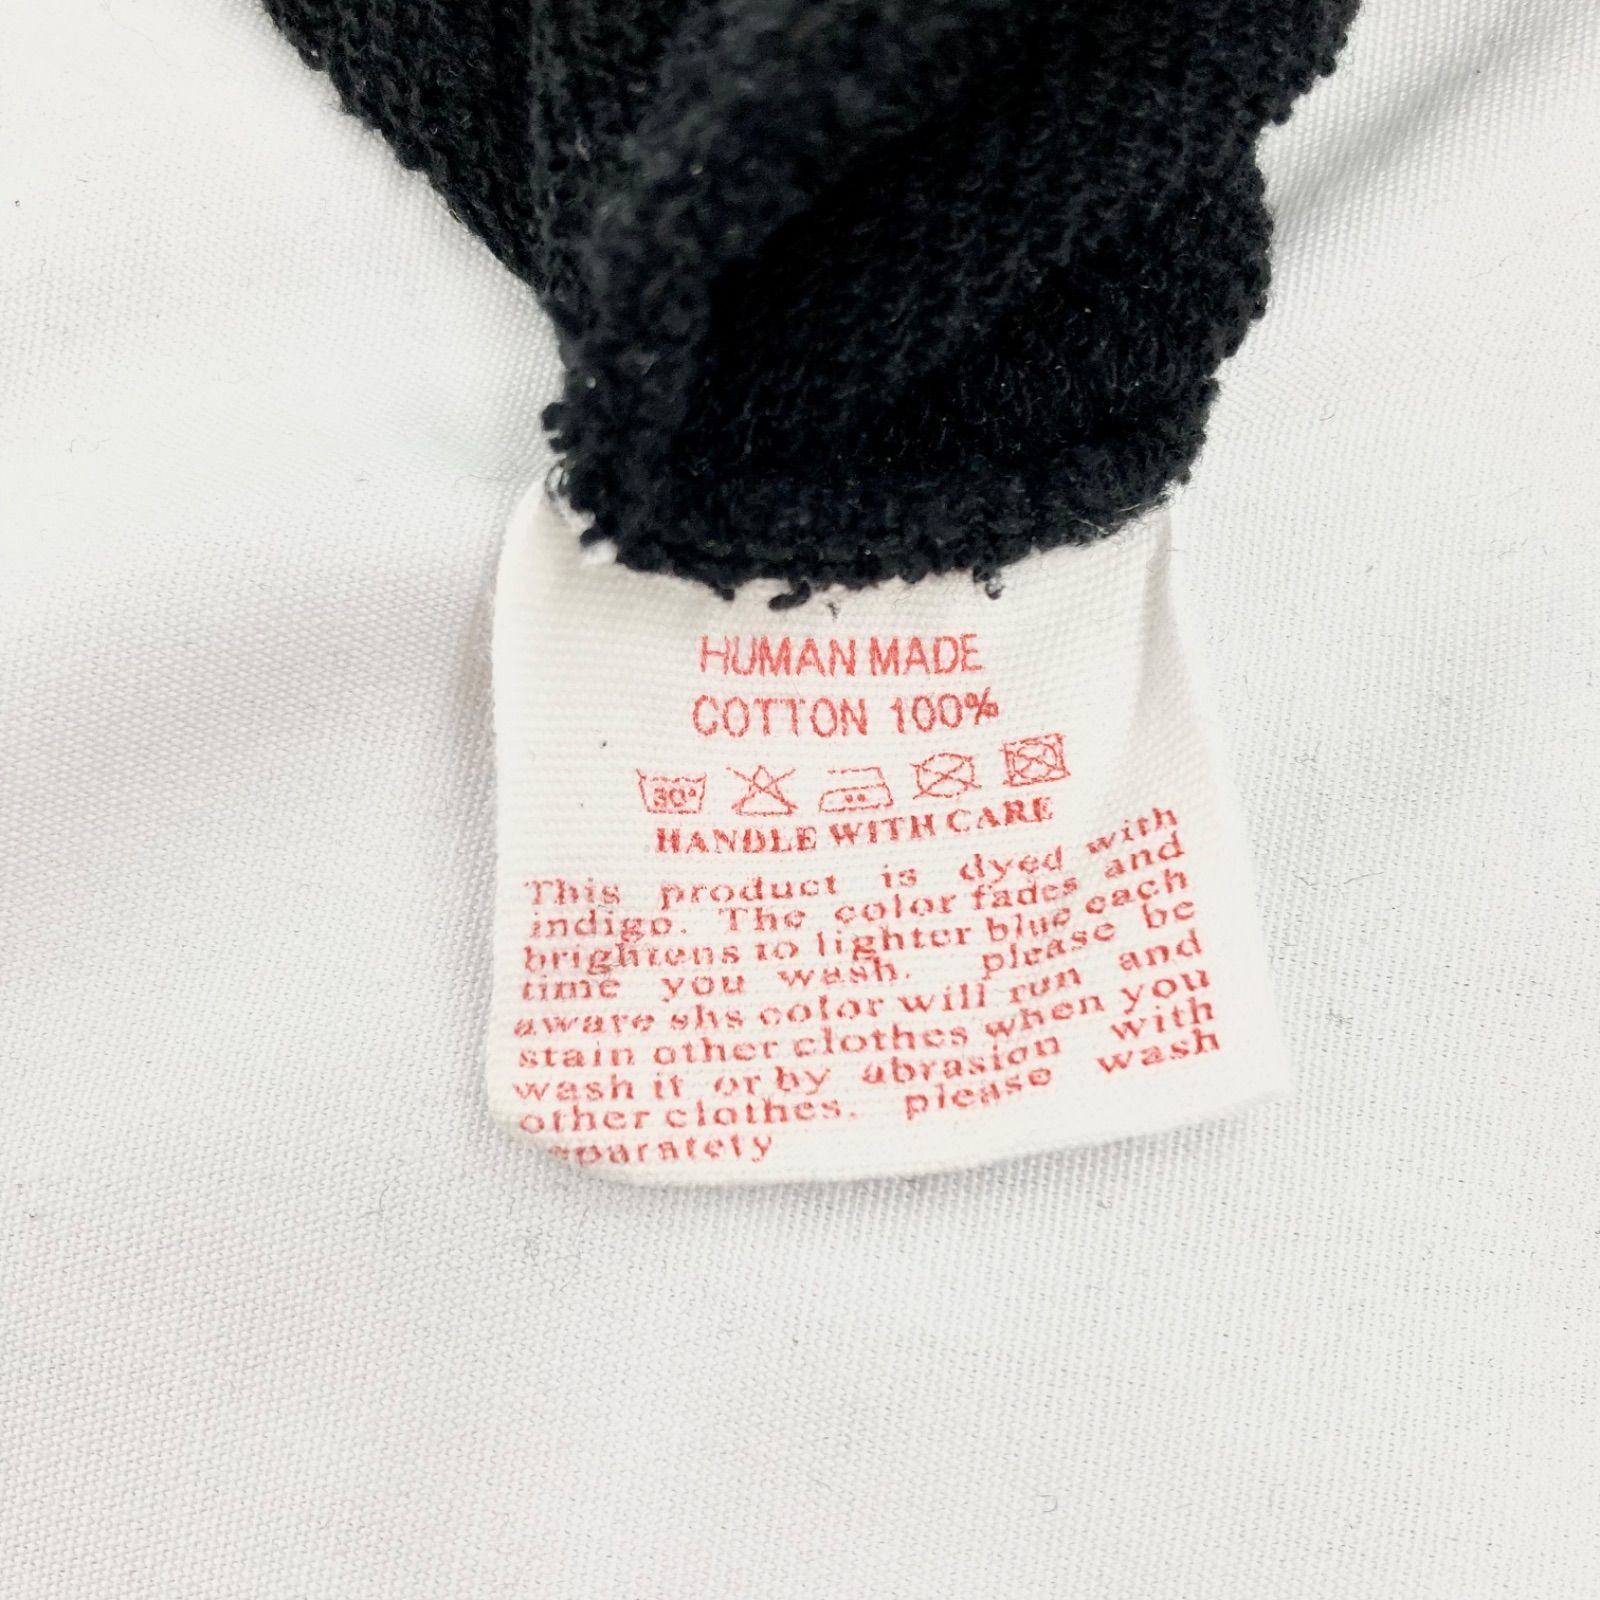 HUMAN MADE
COTTON 100%
30°
HANDLE WITH CARE
This product is dyed with
indigo. The color fades and
brightens to lighter blue each
time you wash. please be
aware shs color will run and
stain other clothes when you
wash it or by abrasion with
other clothes. please wash
eparatety